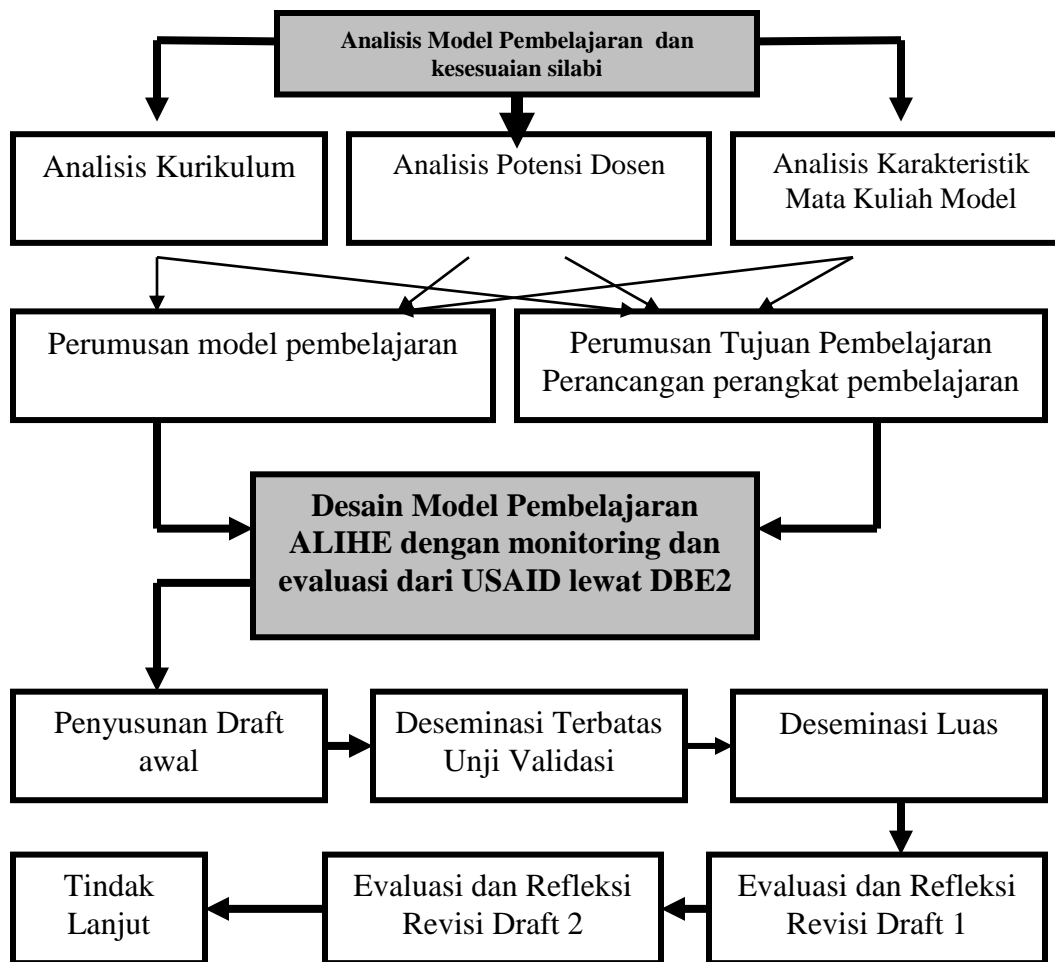 Analisis Model Pembelajaran dan
kesesuaian silabi
Analisis Kurikulum
Analisis Potensi Dosen
Analisis Karakteristik
Mata Kuliah Model
Perumusan model pembelajaran
Perumusan Tujuan Pembelajaran
Perancangan perangkat pembelajaran
Desain Model Pembelajaran
ALIHE dengan monitoring dan
evaluasi dari USAID lewat DBE2
Penyusunan Draft
awal
Deseminasi Terbatas
Unji Validasi
Deseminasi Luas
Tindak
Lanjut
Evaluasi dan Refleksi
Revisi Draft 2
Evaluasi dan Refleksi
Revisi Draft 1